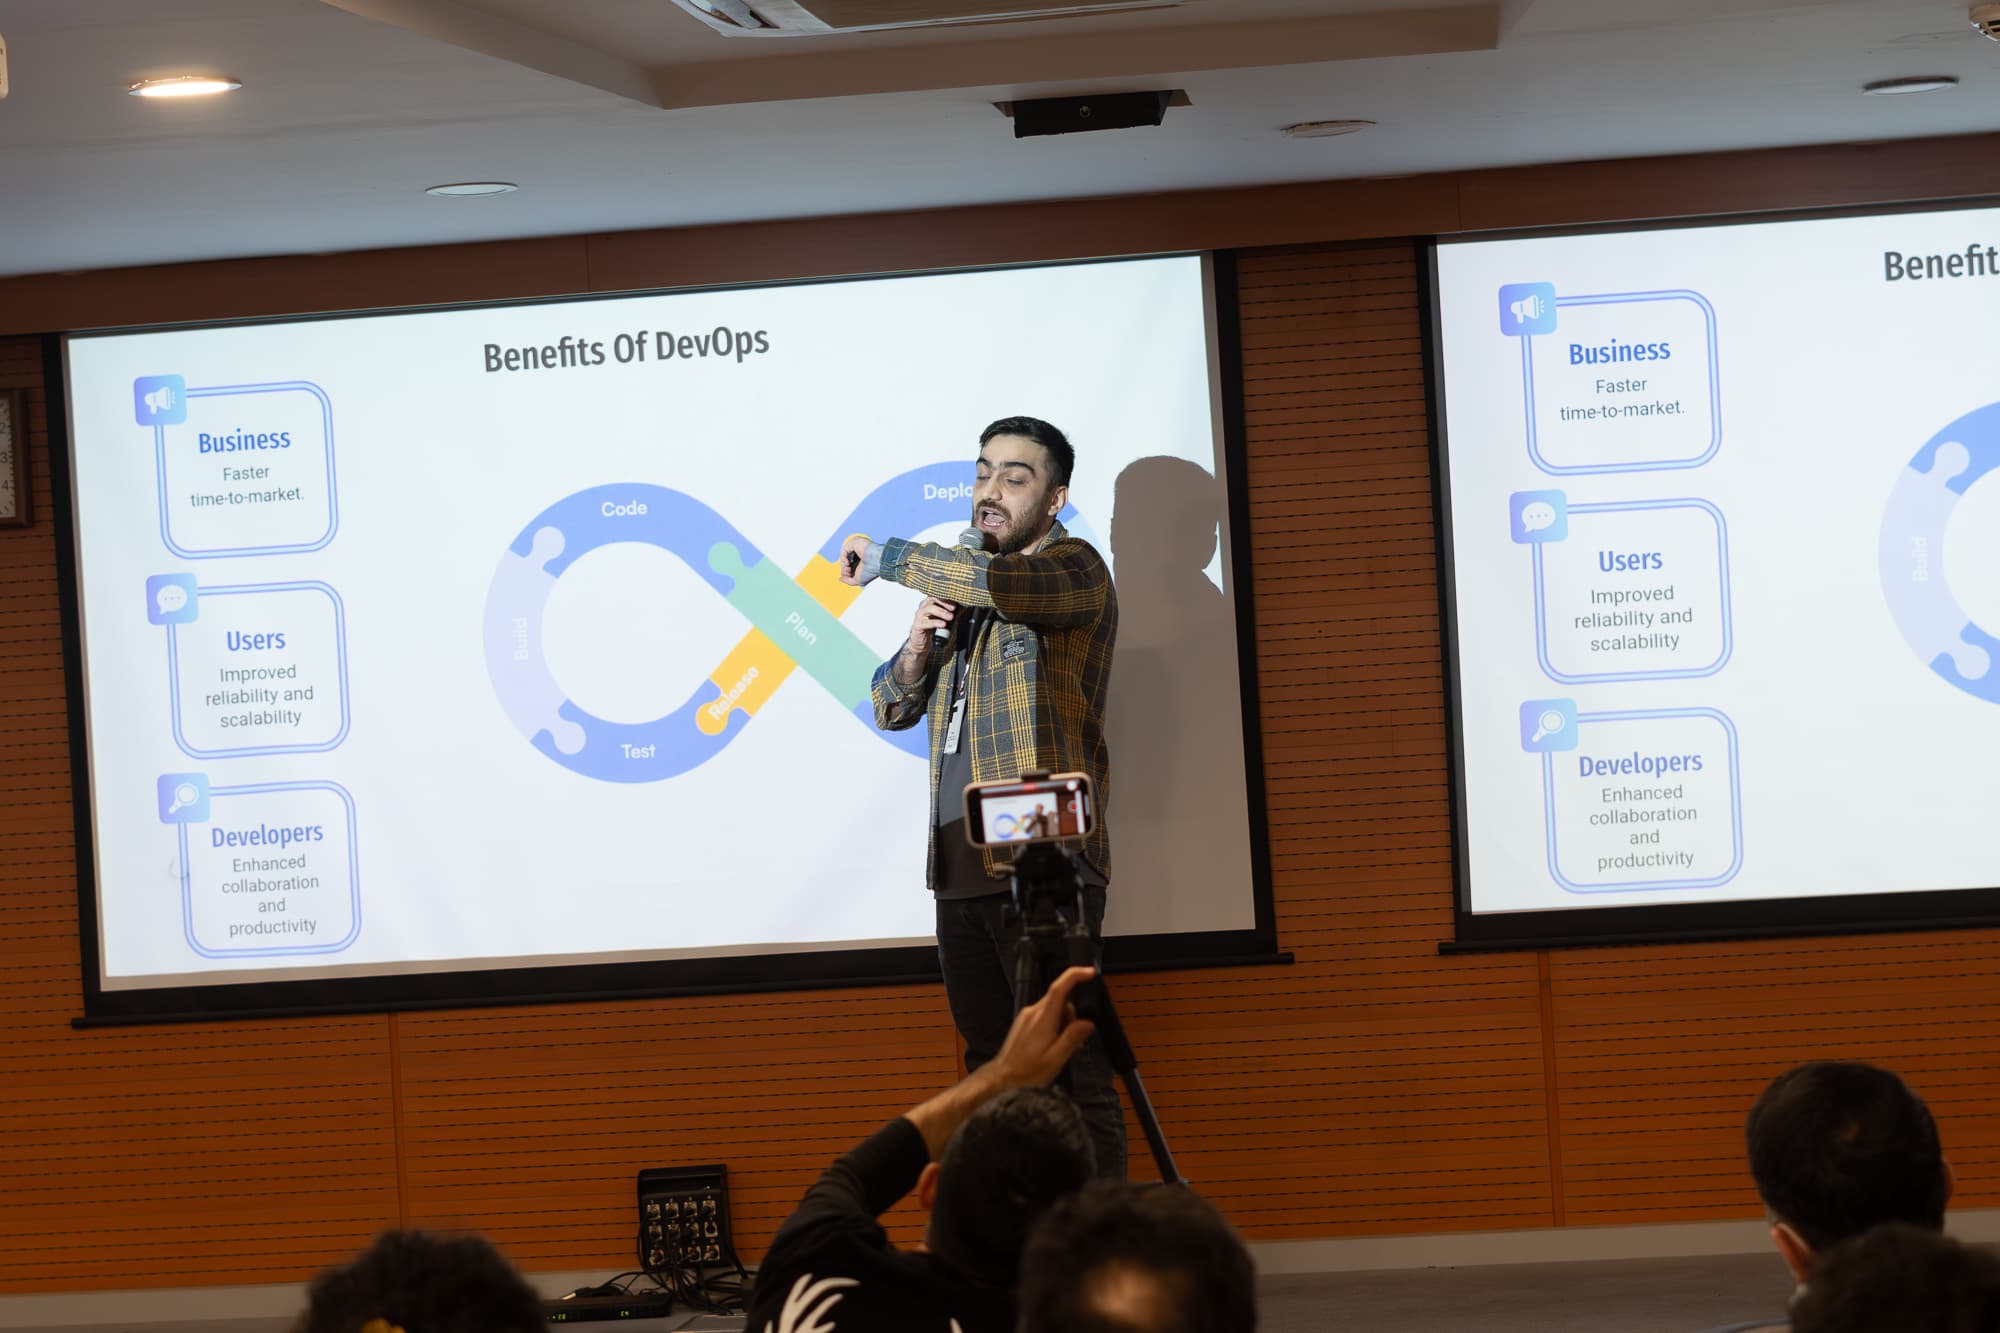 Benefits Of DevOps
Business
Faster
time-to-market.
Users
Improved
reliability and
scalability
Developers
Enhanced
collaboration
and
productivity
Code
Build
Test
Release
Plan
Deplo
Benefit
Business
Faster
time-to-market.
Users
Improved
reliability and
scalability
Developers
Enhanced
collaboration
and
productivity
Build